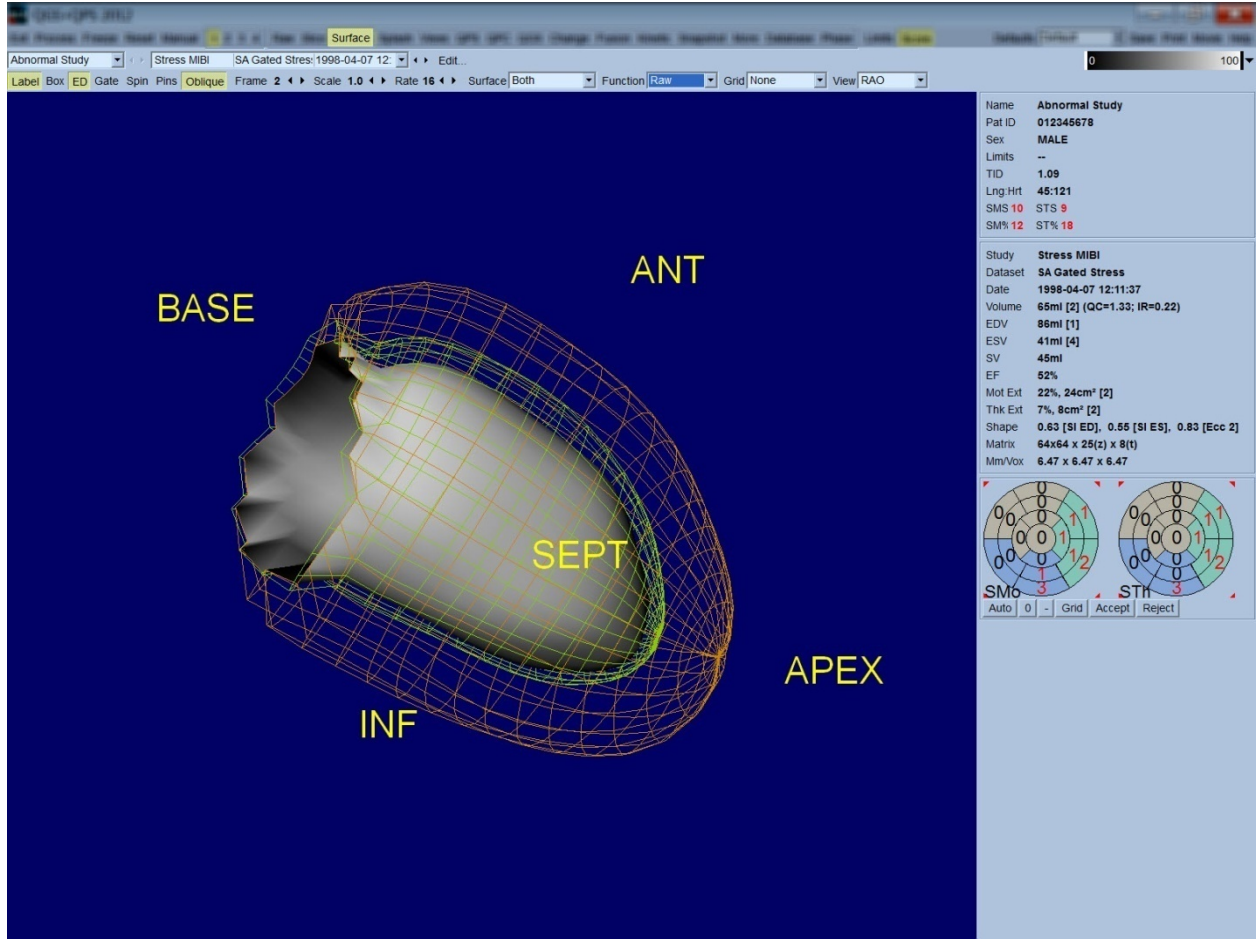 Surface
Abnormal Study Stress MIBI SA Gated Stres: 1998-04-07 12: Edit...
0 100
Label Box ED Gate Spin Pins Oblique Frame 2 Scale 1.0 Rate 16 Surface Both Function Raw Grid None View RAO
Name Abnormal Study
Pat ID 012345678
Sex MALE
Limits --
TID 1.09
Lng:Hrt 45:121
SMS 10 STS 9
SM% 12 ST% 18
Study Stress MIBI
Dataset SA Gated Stress
Date 1998-04-07 12:11:37
Volume 65ml [2] (QC=1.33; IR=0.22)
EDV 86ml [1]
ESV 41ml [4]
SV 45ml
EF 52%
Mot Ext 22%, 24cm² [2]
Thk Ext 7%, 8cm² [2]
Shape 0.63 [SI ED], 0.55 [SI ES], 0.83 [Ecc 2]
Matrix 64x64 x 25(z) x 8(t)
Mm/Vox 6.47 x 6.47 x 6.47
SMo STh
Auto 0 - Grid Accept Reject
ANT
BASE
SEPT
APEX
INF